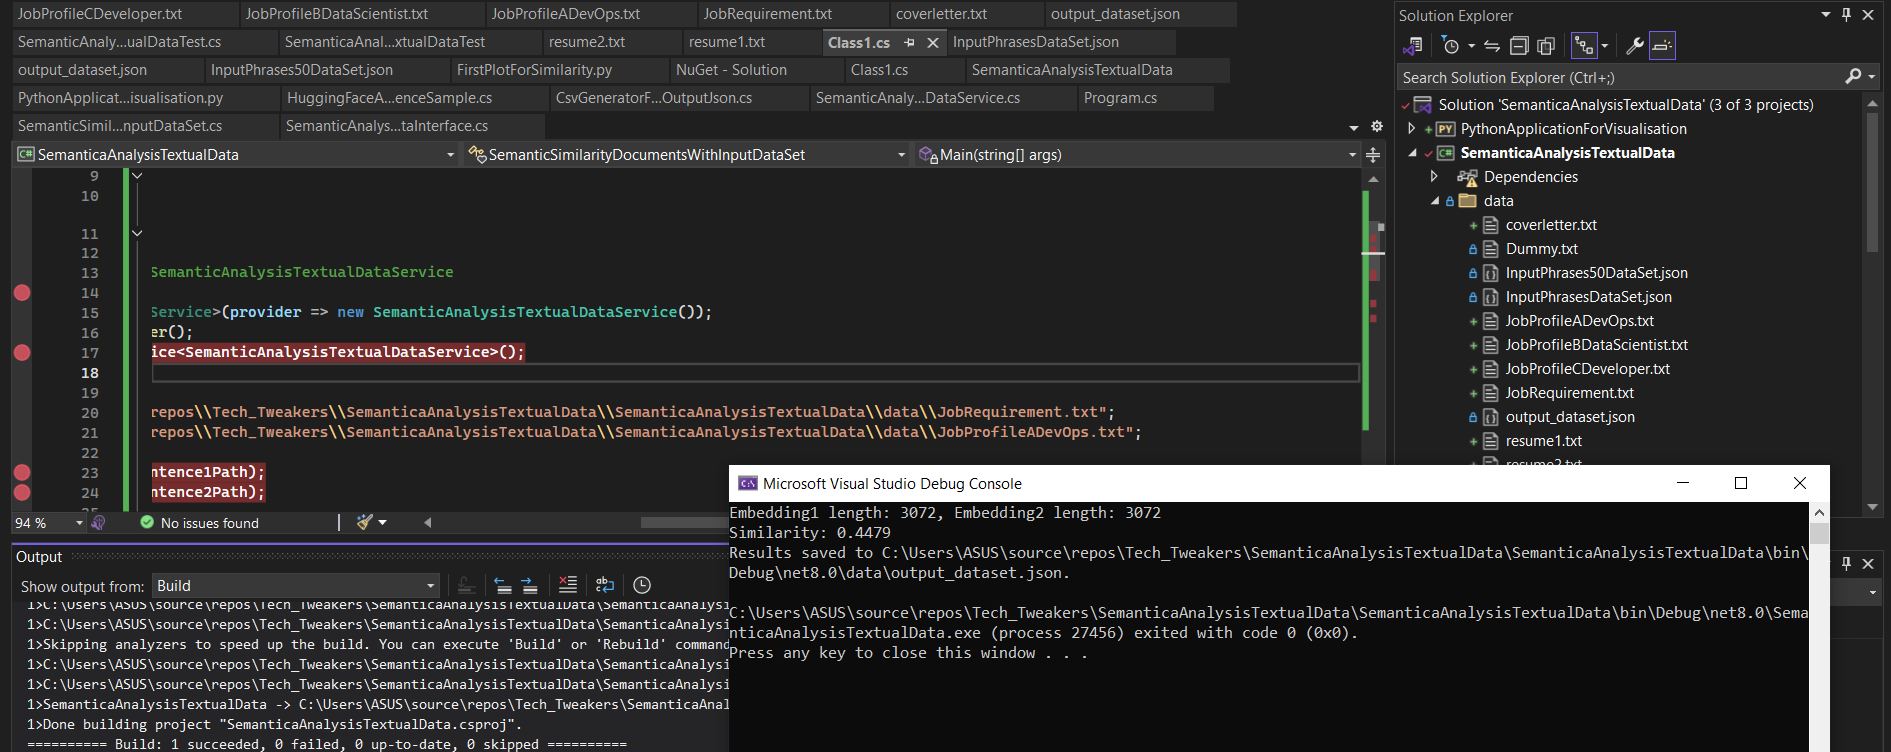 JobProfileCDeveloper.txt JobProfileBDataScientist.txt JobProfileADevOps.txt JobRequirement.txt coverletter.txt output_dataset.json
SemanticAnaly...ualDataTest.cs SemanticaAnal...xtualDataTest resume2.txt resume1.txt Class1.cs InputPhrasesDataSet.json
output_dataset.json InputPhrases50DataSet.json FirstPlotForSimilarity.py NuGet - Solution Class1.cs SemanticaAnalysisTextualData
PythonApplicat...isualisation.py HuggingFaceA...enceSample.cs CsvGeneratorF...OutputJson.cs SemanticAnaly...DataService.cs Program.cs
SemanticSimil...nputDataSet.cs SemanticAnalys...taInterface.cs
SemanticaAnalysisTextualData SemanticSimilarityDocumentsWithInputDataSet Main(string[] args)
9
10
11
12
13 SemanticAnalysisTextualDataService
14
15 Service>(provider => new SemanticAnalysisTextualDataService());
16 er();
17 ice<SemanticAnalysisTextualDataService>();
18
19
20 repos\\Tech_Tweakers\\SemanticaAnalysisTextualData\\SemanticaAnalysisTextualData\\data\\JobRequirement.txt";
21 repos\\Tech_Tweakers\\SemanticaAnalysisTextualData\\SemanticaAnalysisTextualData\\data\\JobProfileADevOps.txt";
22
23 ntence1Path);
24 ntence2Path);
94 % No issues found
Output
Show output from: Build
1>C:\Users\ASUS\source\repos\Tech_Tweakers\SemanticaAnalysisTextualData\SemanticaAnalysi
1>C:\Users\ASUS\source\repos\Tech_Tweakers\SemanticaAnalysisTextualData\SemanticaAnalysi
1>Skipping analyzers to speed up the build. You can execute 'Build' or 'Rebuild' command
1>C:\Users\ASUS\source\repos\Tech_Tweakers\SemanticaAnalysisTextualData\SemanticaAnalysi
1>C:\Users\ASUS\source\repos\Tech_Tweakers\SemanticaAnalysisTextualData\SemanticaAnalysi
1>SemanticaAnalysisTextualData -> C:\Users\ASUS\source\repos\Tech_Tweakers\SemanticaAnal
1>Done building project "SemanticaAnalysisTextualData.csproj".
========== Build: 1 succeeded, 0 failed, 0 up-to-date, 0 skipped ==========
Microsoft Visual Studio Debug Console
Embedding1 length: 3072, Embedding2 length: 3072
Similarity: 0.4479
Results saved to C:\Users\ASUS\source\repos\Tech_Tweakers\SemanticaAnalysisTextualData\SemanticaAnalysisTextualData\bin\
Debug\net8.0\data\output_dataset.json.
C:\Users\ASUS\source\repos\Tech_Tweakers\SemanticaAnalysisTextualData\SemanticaAnalysisTextualData\bin\Debug\net8.0\Sema
nticaAnalysisTextualData.exe (process 27456) exited with code 0 (0x0).
Press any key to close this window . . .
Solution Explorer
Search Solution Explorer (Ctrl+;)
Solution 'SemanticaAnalysisTextualData' (3 of 3 projects)
PY PythonApplicationForVisualisation
C# SemanticaAnalysisTextualData
Dependencies
data
coverletter.txt
Dummy.txt
InputPhrases50DataSet.json
InputPhrasesDataSet.json
JobProfileADevOps.txt
JobProfileBDataScientist.txt
JobProfileCDeveloper.txt
JobRequirement.txt
output_dataset.json
resume1.txt
resume2.txt